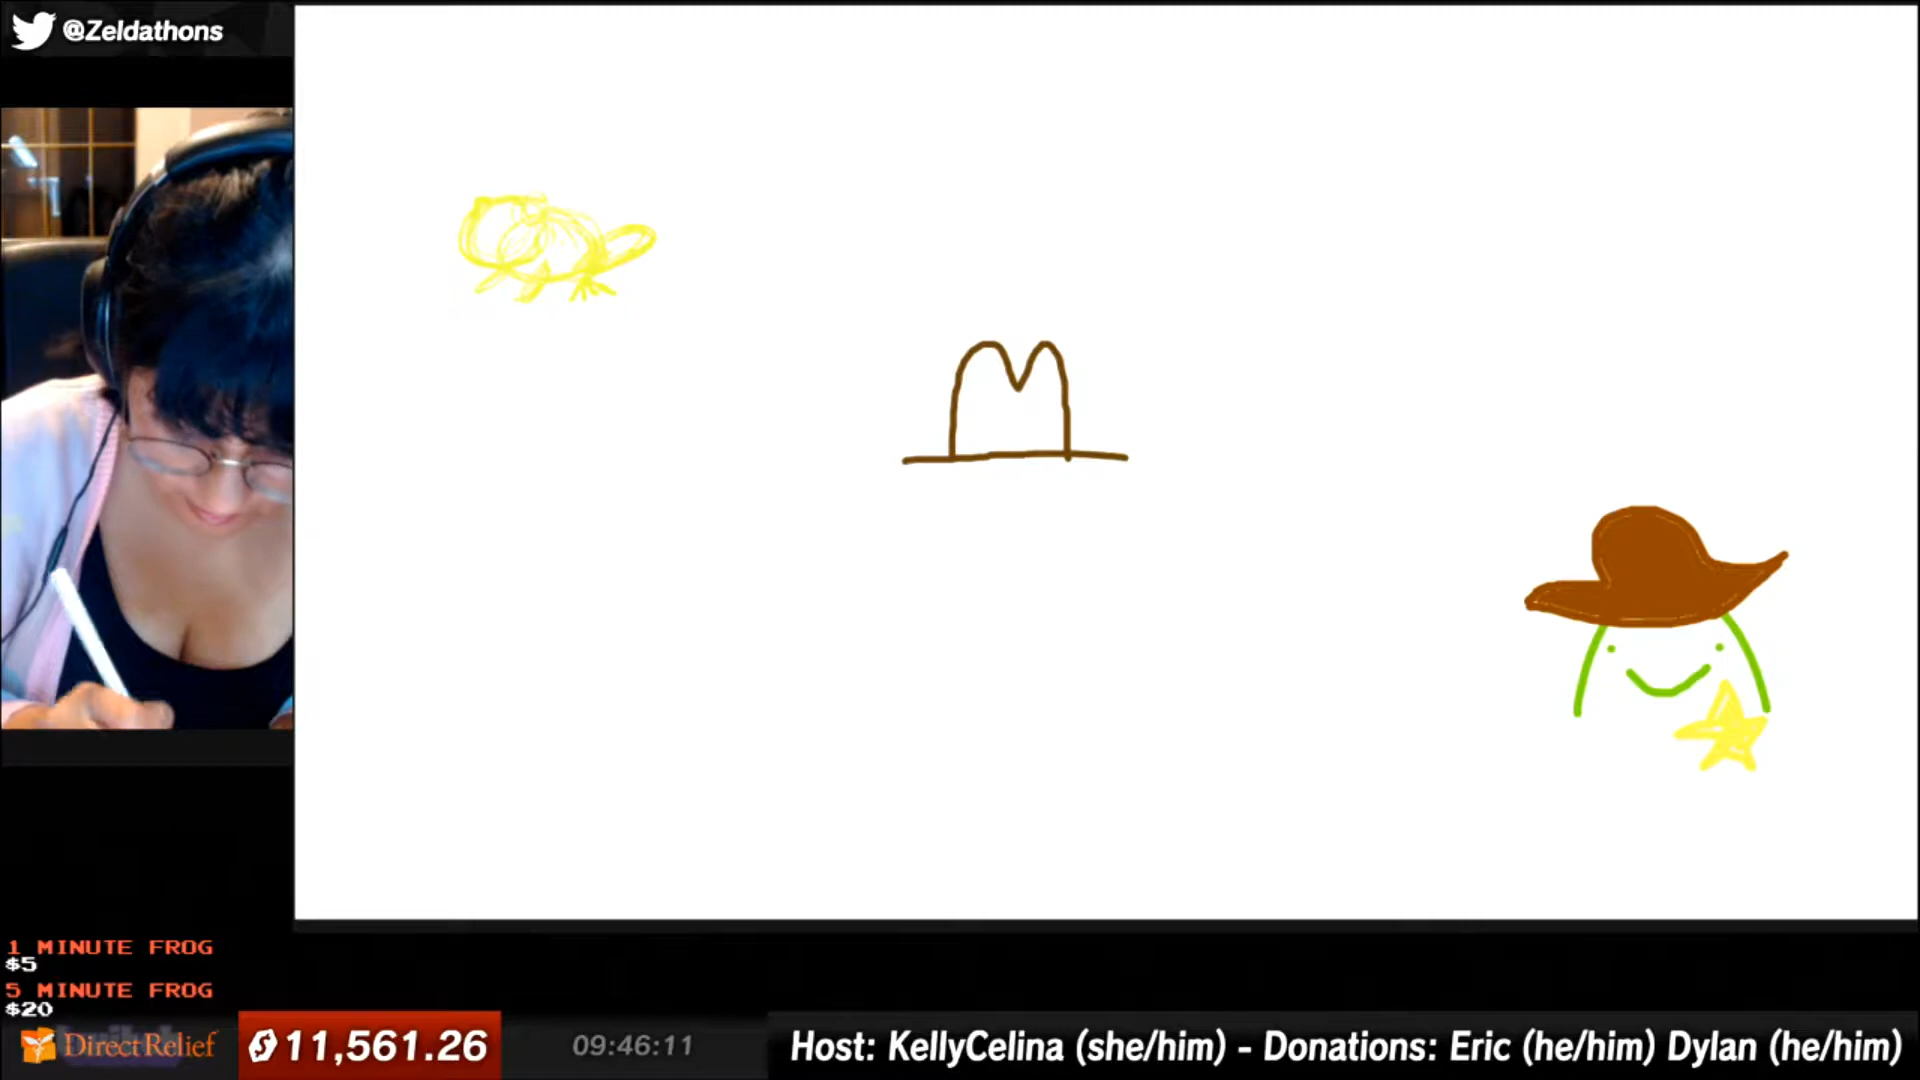 @Zeldathons
1 MINUTE FROG
$5
5 MINUTE FROG
$20
DirectRelief
$11,561.26
09:46:11
Host: KellyCelina (she/him) - Donations: Eric (he/him) Dylan (he/him)